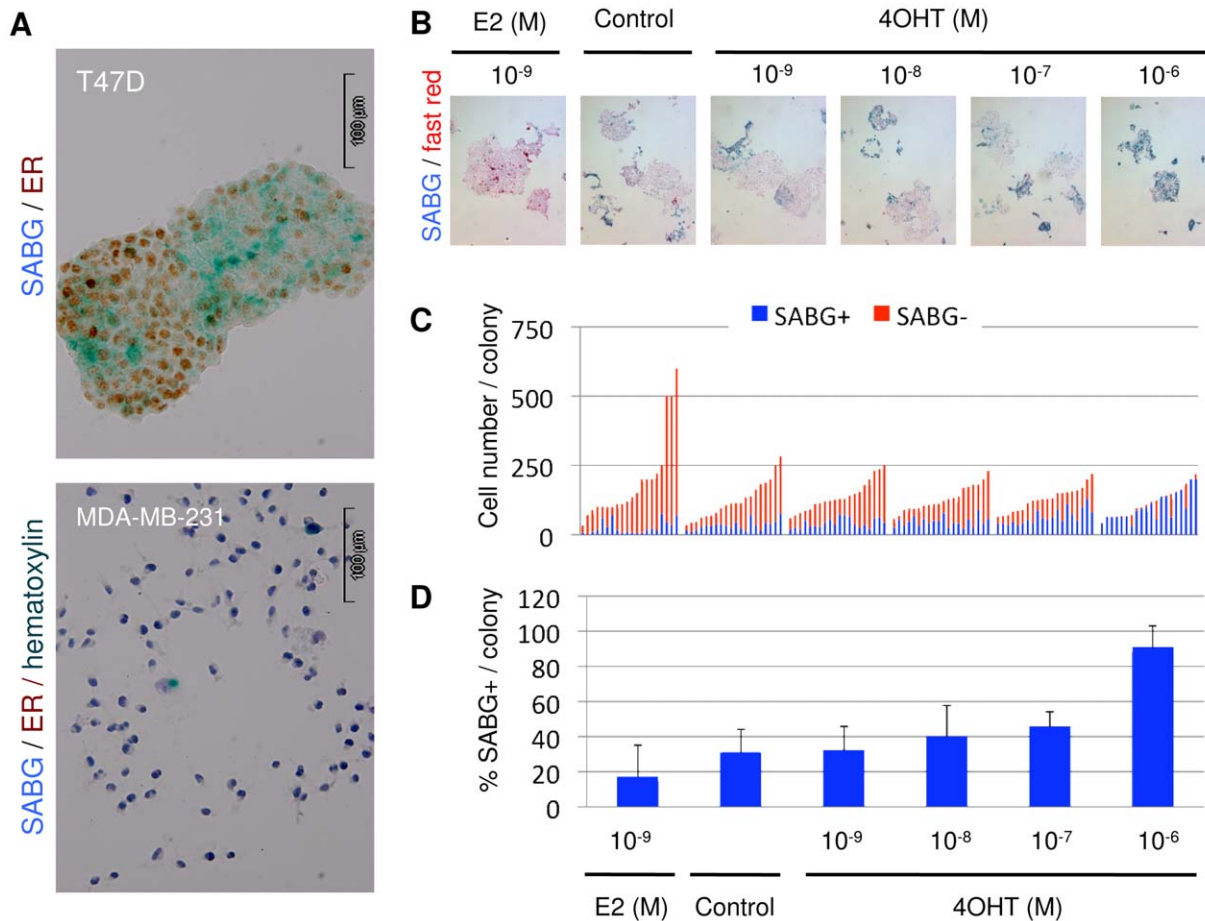 A
T47D
100 µm
SABG / ER
MDA-MB-231
100 µm
SABG / ER / hematoxylin
B
E2 (M) Control 4OHT (M)
10-9 10-9 10-8 10-7 10-6
SABG / fast red
C
SABG+ SABG-
Cell number / colony
750
500
250
0
D
% SABG+ / colony
120
100
80
60
40
20
0
10-9 10-9 10-8 10-7 10-6
E2 (M) Control 4OHT (M)